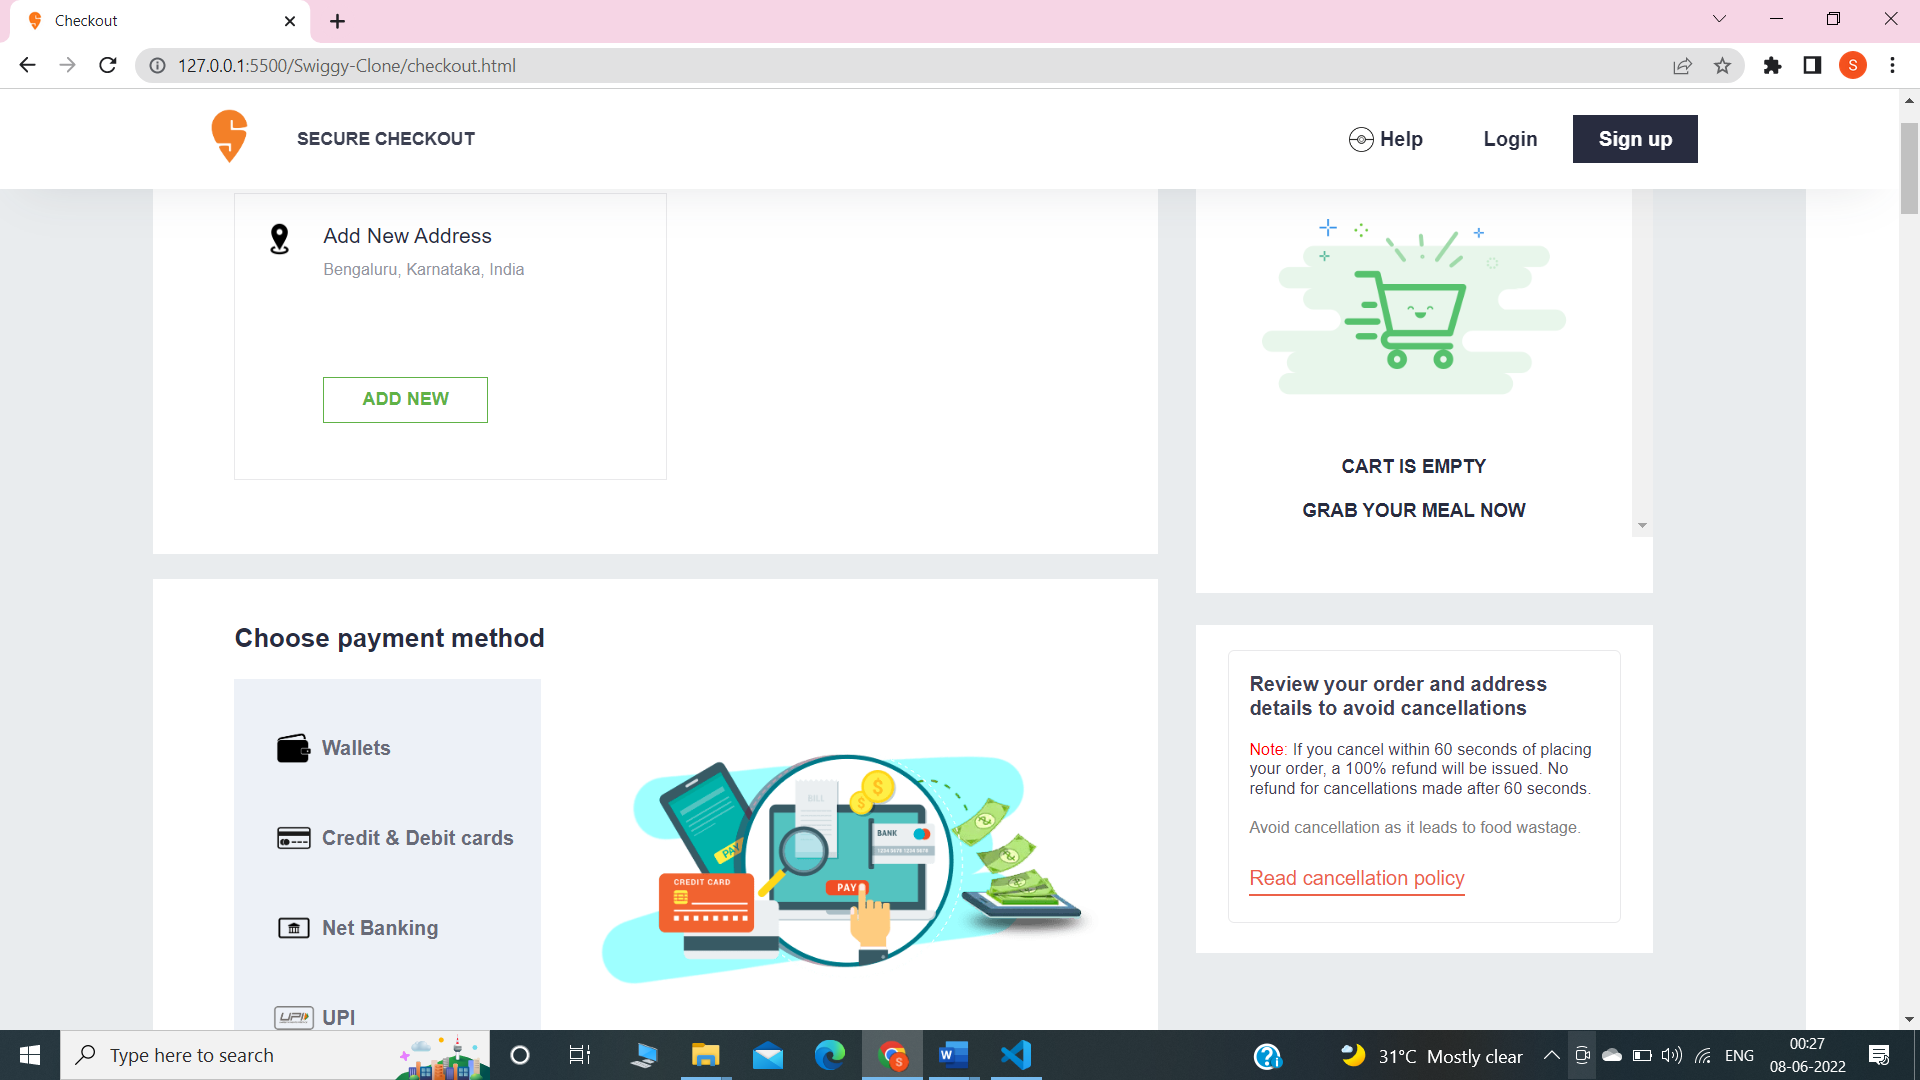 Checkout
127.0.0.1:5500/Swiggy-Clone/checkout.html
S
SECURE CHECKOUT
Help
Login
Sign up
Add New Address
Bengaluru, Karnataka, India
ADD NEW
CART IS EMPTY
GRAB YOUR MEAL NOW
Choose payment method
Wallets
Credit & Debit cards
Net Banking
UPI
UPI
BILL
PAY
BANK
1234 5678 1234 5678
CREDIT CARD
PAY
Review your order and address
details to avoid cancellations
Note: If you cancel within 60 seconds of placing
your order, a 100% refund will be issued. No
refund for cancellations made after 60 seconds.
Avoid cancellation as it leads to food wastage.
Read cancellation policy
Type here to search
31°C Mostly clear
ENG
00:27
08-06-2022